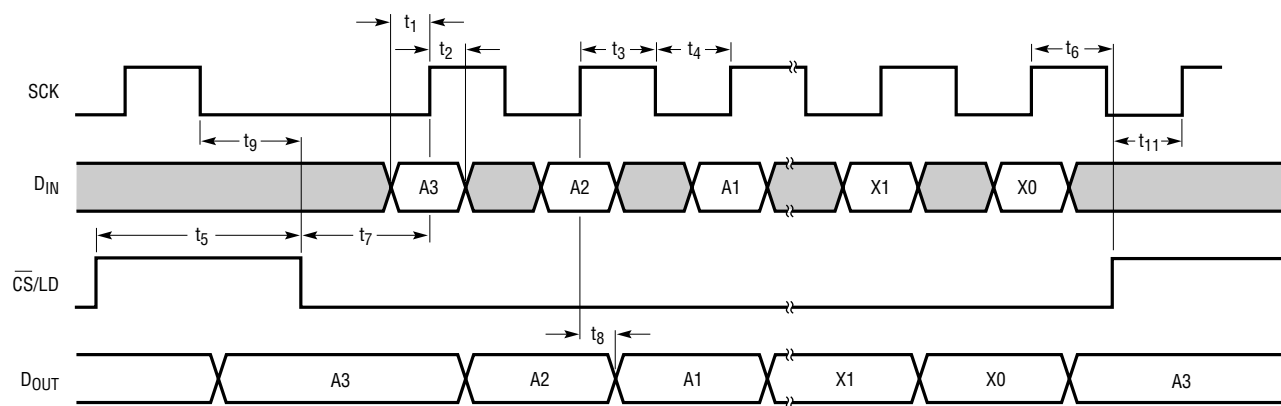 t1
t2 t3 t4 t6
SCK
t9 t11
DIN A3 A2 A1 X1 X0
t5 t7
CS/LD
t8
DOUT A3 A2 A1 X1 X0 A3